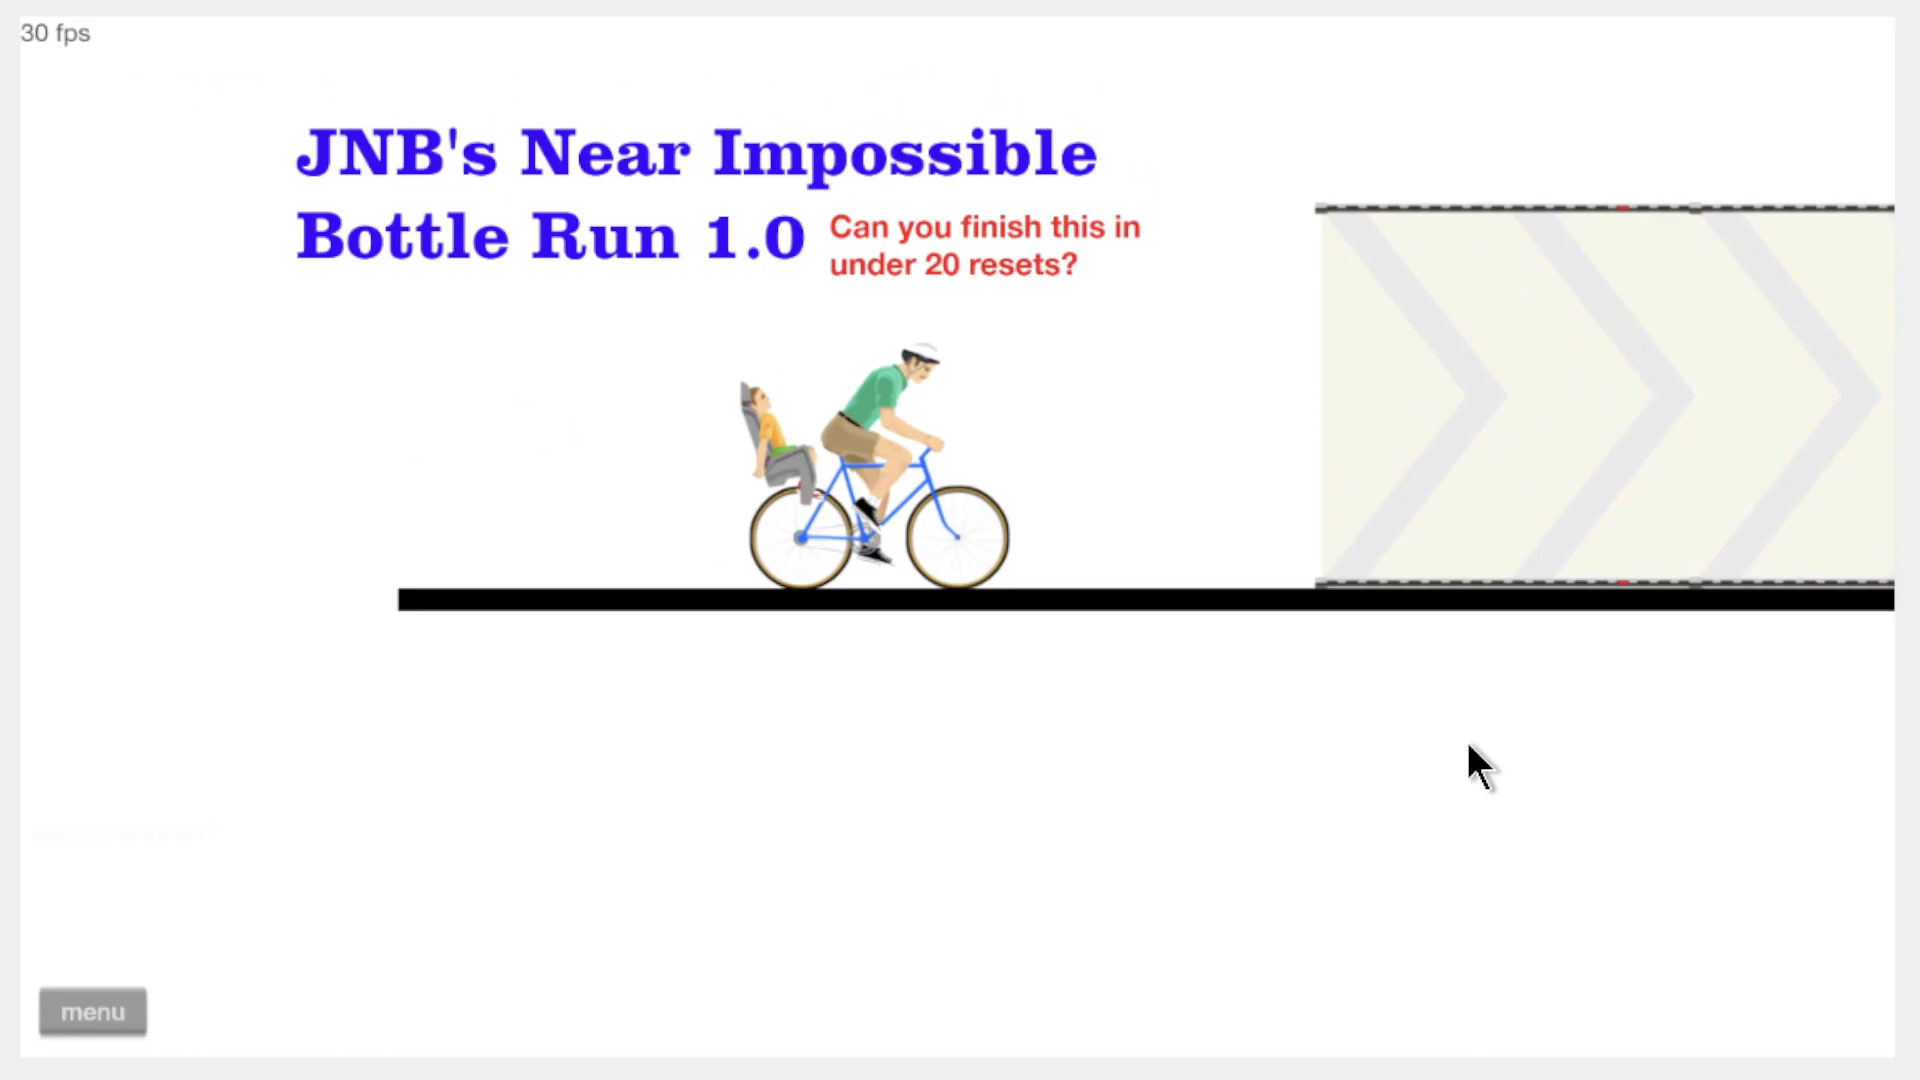 30 fps
JNB's Near Impossible
Bottle Run 1.0
Can you finish this in
under 20 resets?
menu